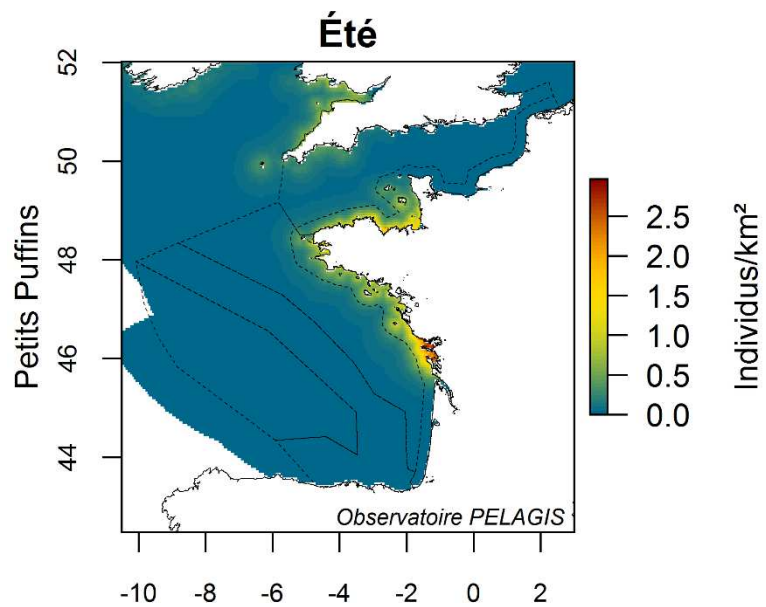 Été
Petits Puffins
52
50
48
46
44
-10 -8 -6 -4 -2 0 2
Observatoire PELAGIS
2.5
2.0
1.5
1.0
0.5
0.0
Individus/km²